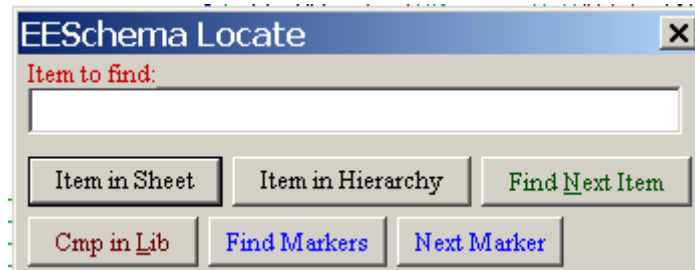 EESchema Locate
Item to find:
Item in Sheet Item in Hierarchy Find Next Item
Cmp in Lib Find Markers Next Marker